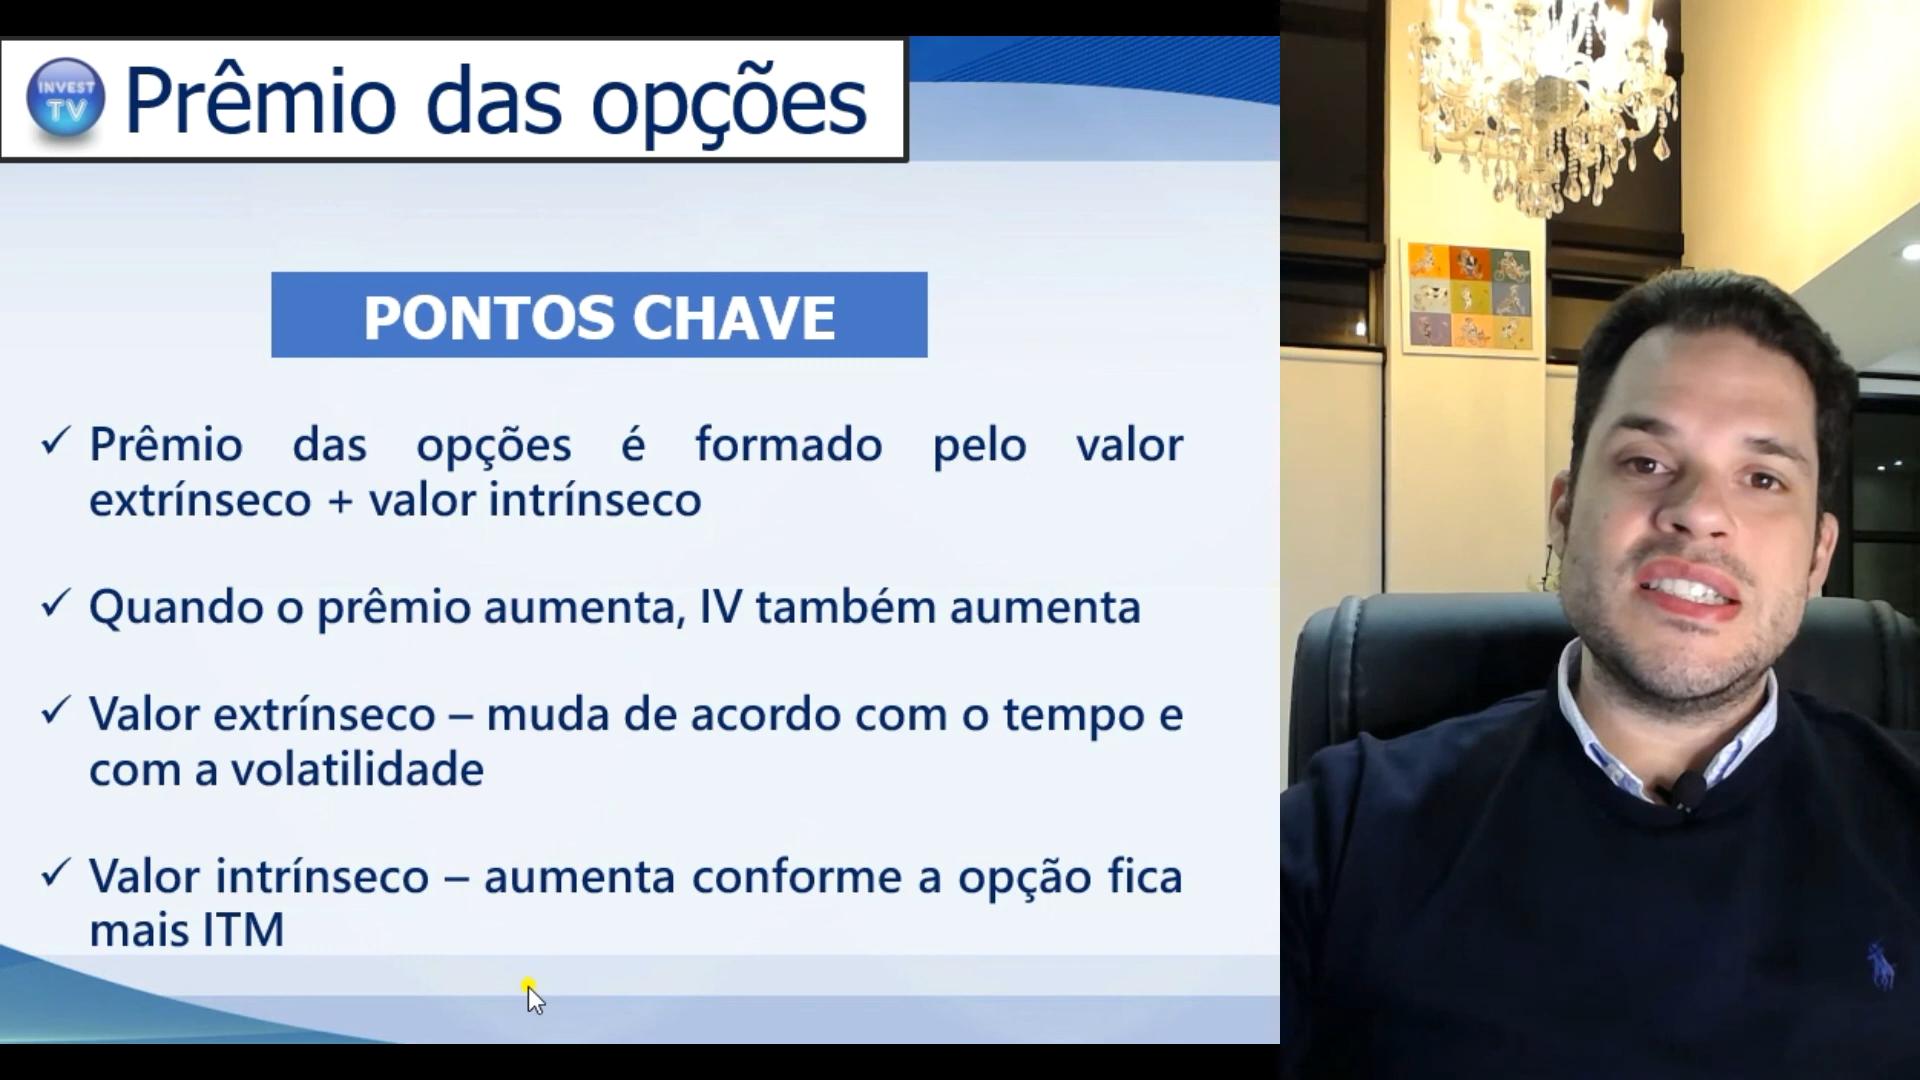 INVEST
TV
Prêmio das opções
PONTOS CHAVE
✓ Prêmio das opções é formado pelo valor
extrínseco + valor intrínseco
✓ Quando o prêmio aumenta, IV também aumenta
✓ Valor extrínseco – muda de acordo com o tempo e
com a volatilidade
✓ Valor intrínseco – aumenta conforme a opção fica
mais ITM